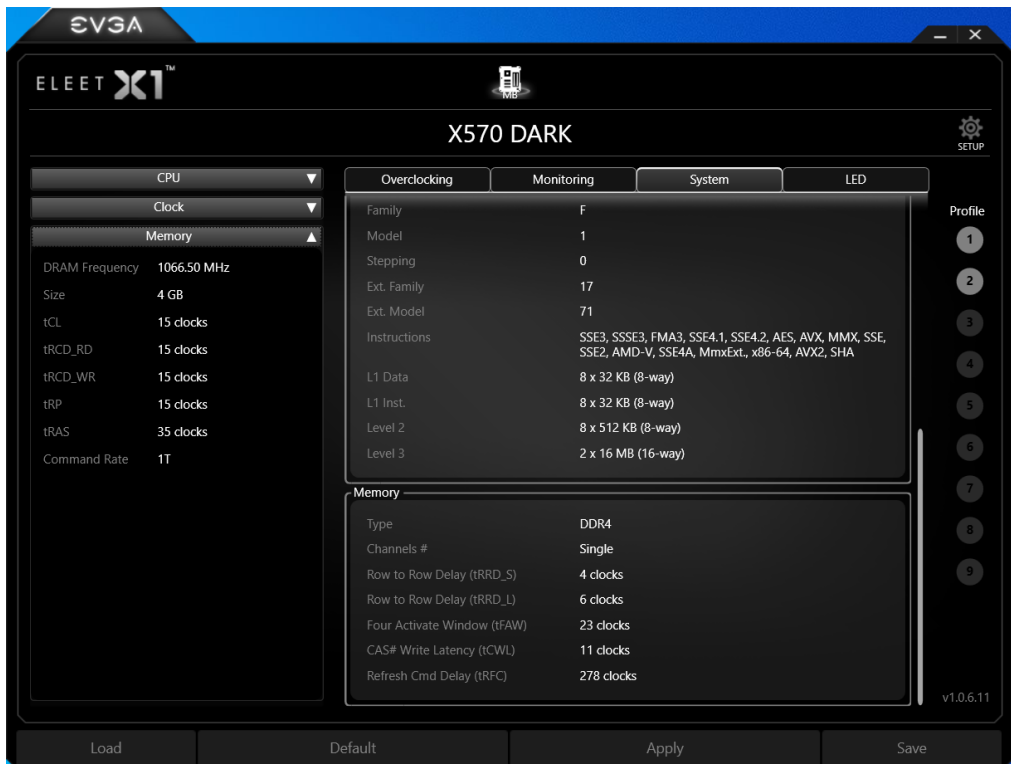 EVGA
ELEET X1™
MB
X570 DARK
SETUP
CPU
Clock
Memory
DRAM Frequency 1066.50 MHz
Size 4 GB
tCL 15 clocks
tRCD_RD 15 clocks
tRCD_WR 15 clocks
tRP 15 clocks
tRAS 35 clocks
Command Rate 1T
Overclocking Monitoring System LED
Family F
Model 1
Stepping 0
Ext. Family 17
Ext. Model 71
Instructions SSE3, SSSE3, FMA3, SSE4.1, SSE4.2, AES, AVX, MMX, SSE,
SSE2, AMD-V, SSE4A, MmxExt., x86-64, AVX2, SHA
L1 Data 8 x 32 KB (8-way)
L1 Inst. 8 x 32 KB (8-way)
Level 2 8 x 512 KB (8-way)
Level 3 2 x 16 MB (16-way)
Memory
Type DDR4
Channels # Single
Row to Row Delay (tRRD_S) 4 clocks
Row to Row Delay (tRRD_L) 6 clocks
Four Activate Window (tFAW) 23 clocks
CAS# Write Latency (tCWL) 11 clocks
Refresh Cmd Delay (tRFC) 278 clocks
Profile
1
2
3
4
5
6
7
8
9
v1.0.6.11
Load Default Apply Save